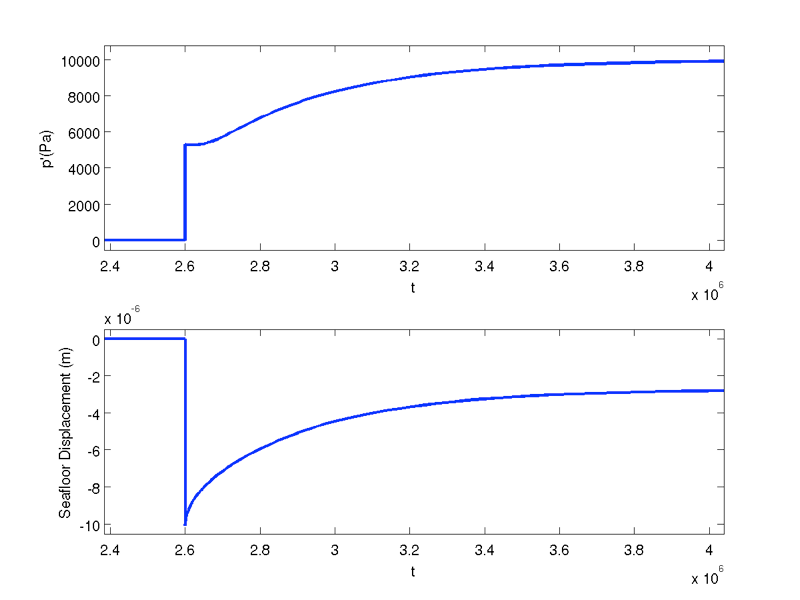 10000
8000
6000
4000
2000
0
p'(Pa)
2.4 2.6 2.8 3 3.2 3.4 3.6 3.8 4
t
x 10^6
x 10^-6
0
-2
-4
-6
-8
-10
Seafloor Displacement (m)
2.4 2.6 2.8 3 3.2 3.4 3.6 3.8 4
t
x 10^6